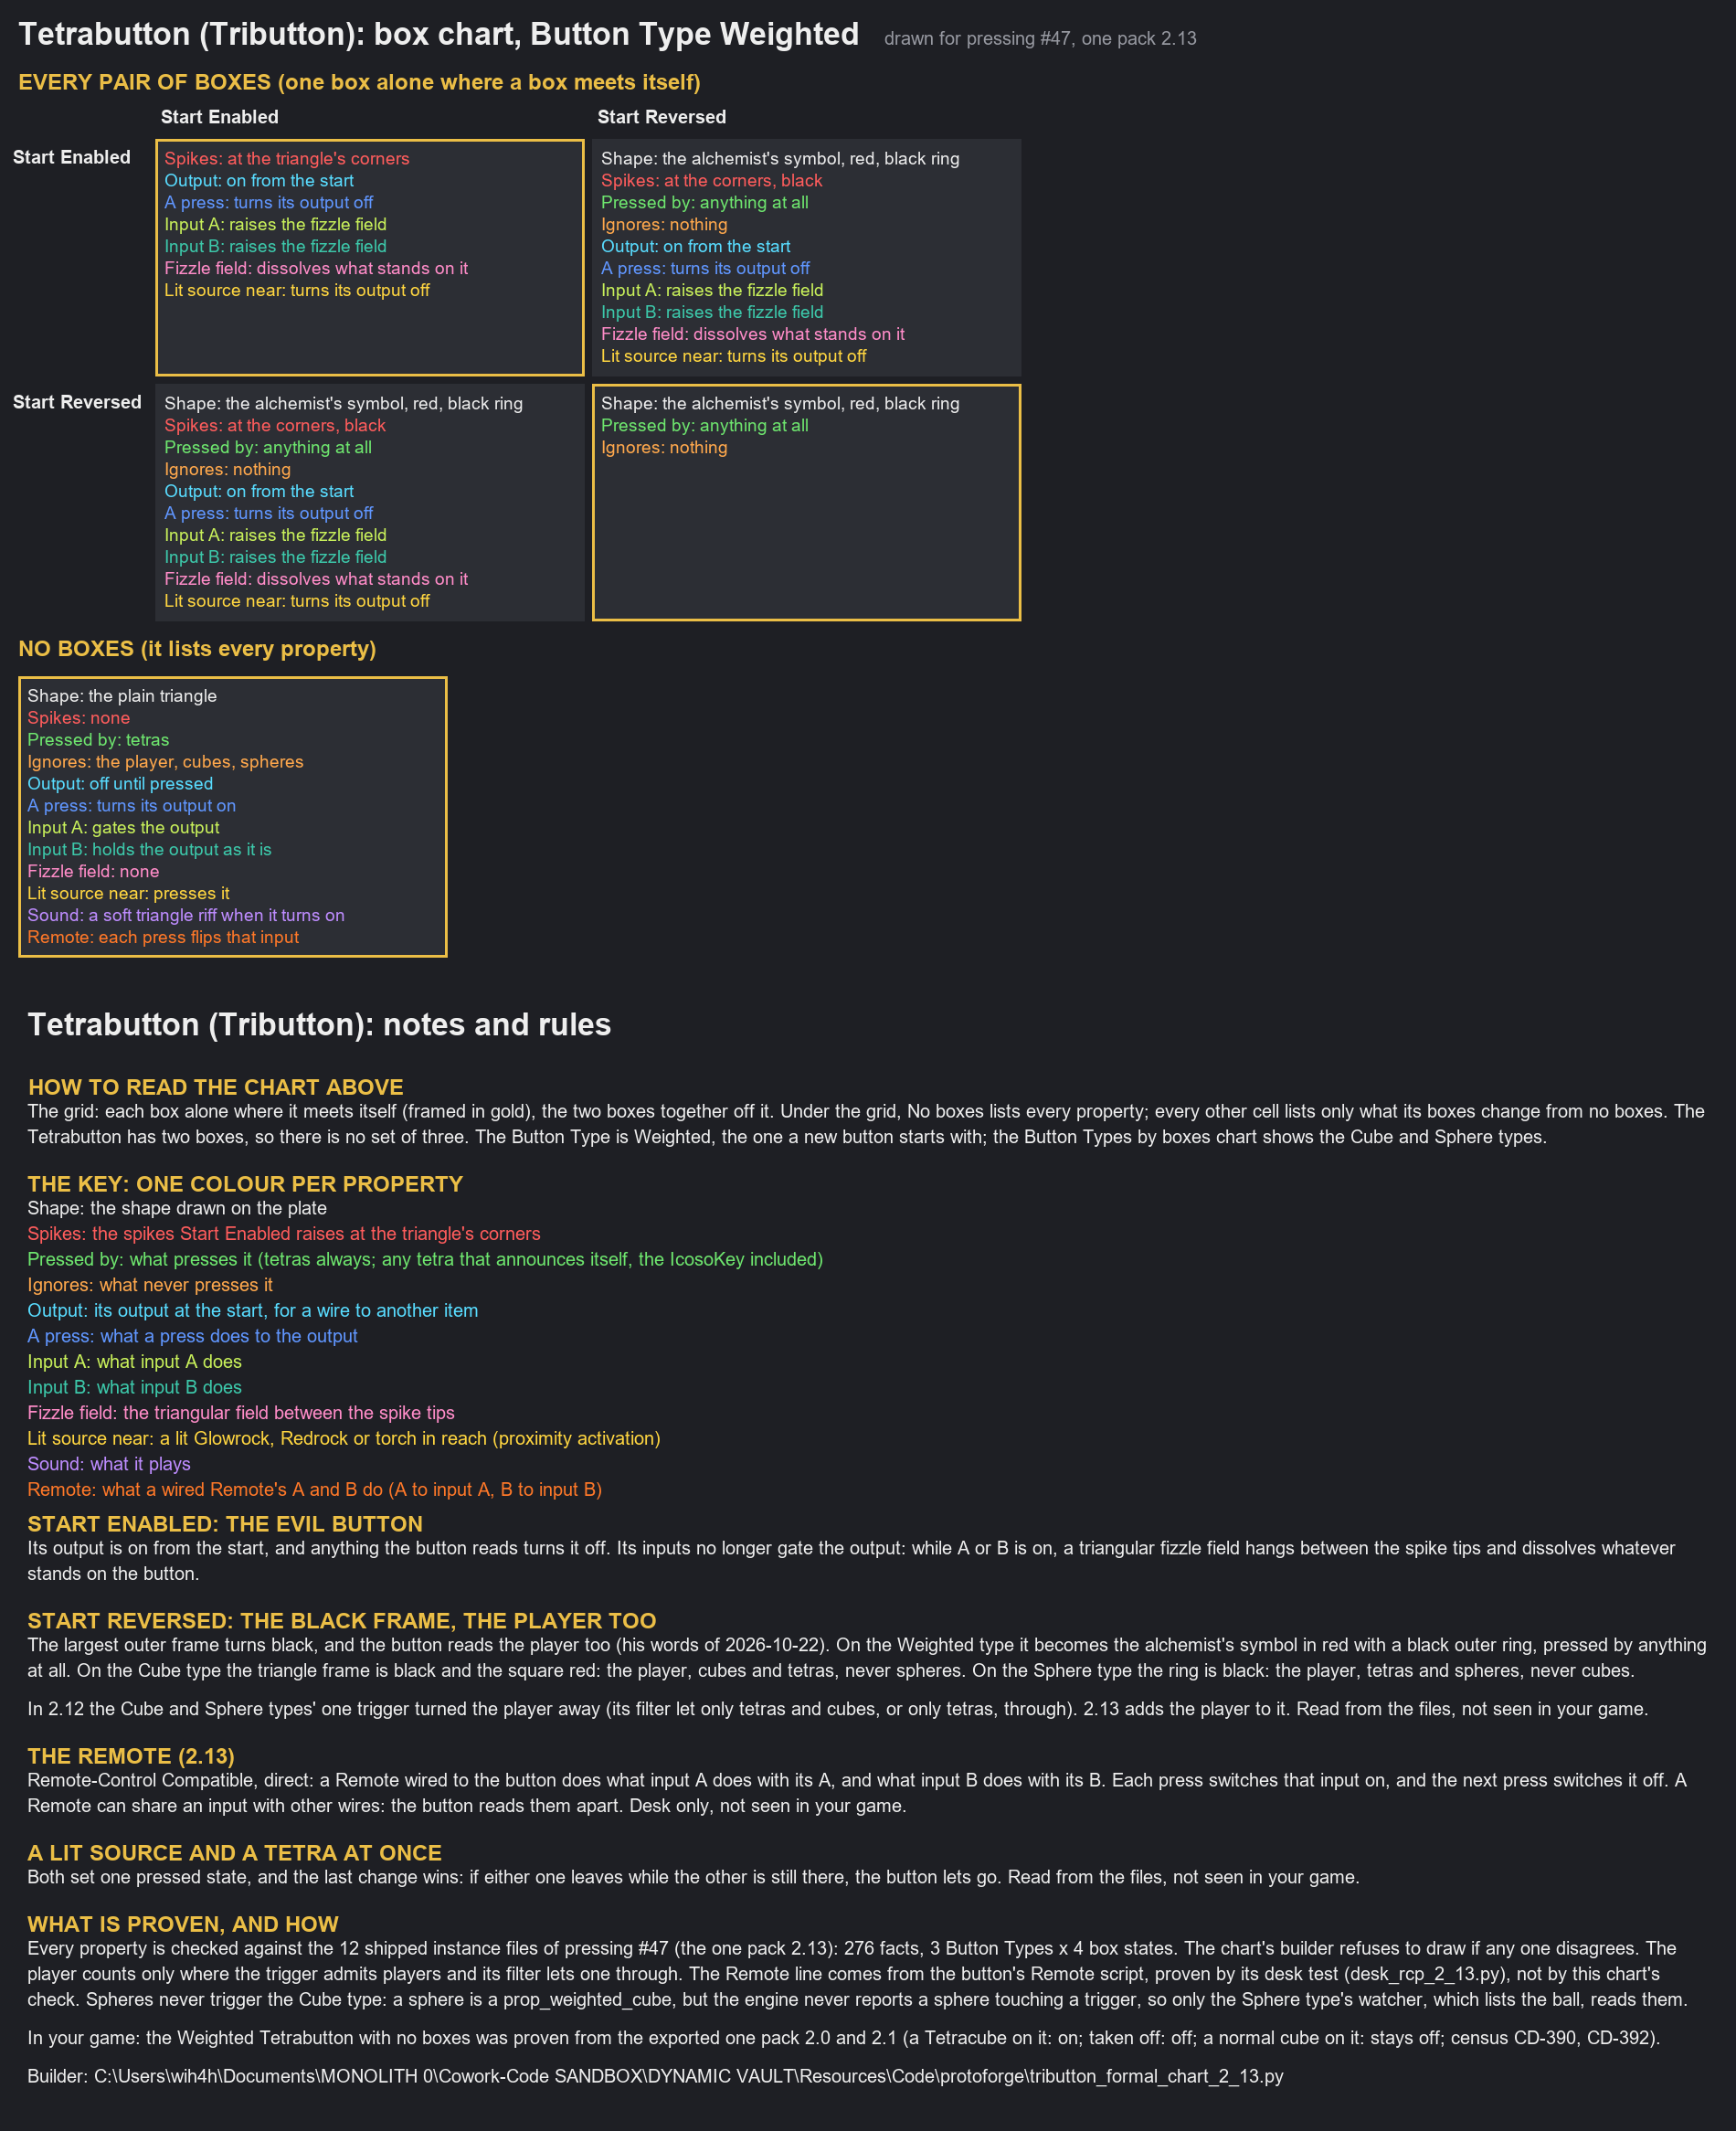 Tetrabutton (Tributton): box chart, Button Type Weighted drawn for pressing #47, one pack 2.13
EVERY PAIR OF BOXES (one box alone where a box meets itself)
Start Enabled
Start Reversed
Start Enabled
Spikes: at the triangle's corners
Output: on from the start
A press: turns its output off
Input A: raises the fizzle field
Input B: raises the fizzle field
Fizzle field: dissolves what stands on it
Lit source near: turns its output off
Shape: the alchemist's symbol, red, black ring
Spikes: at the corners, black
Pressed by: anything at all
Ignores: nothing
Output: on from the start
A press: turns its output off
Input A: raises the fizzle field
Input B: raises the fizzle field
Fizzle field: dissolves what stands on it
Lit source near: turns its output off
Start Reversed
Shape: the alchemist's symbol, red, black ring
Spikes: at the corners, black
Pressed by: anything at all
Ignores: nothing
Output: on from the start
A press: turns its output off
Input A: raises the fizzle field
Input B: raises the fizzle field
Fizzle field: dissolves what stands on it
Lit source near: turns its output off
Shape: the alchemist's symbol, red, black ring
Pressed by: anything at all
Ignores: nothing
NO BOXES (it lists every property)
Shape: the plain triangle
Spikes: none
Pressed by: tetras
Ignores: the player, cubes, spheres
Output: off until pressed
A press: turns its output on
Input A: gates the output
Input B: holds the output as it is
Fizzle field: none
Lit source near: presses it
Sound: a soft triangle riff when it turns on
Remote: each press flips that input
Tetrabutton (Tributton): notes and rules
HOW TO READ THE CHART ABOVE
The grid: each box alone where it meets itself (framed in gold), the two boxes together off it. Under the grid, No boxes lists every property; every other cell lists only what its boxes change from no boxes. The
Tetrabutton has two boxes, so there is no set of three. The Button Type is Weighted, the one a new button starts with; the Button Types by boxes chart shows the Cube and Sphere types.
THE KEY: ONE COLOUR PER PROPERTY
Shape: the shape drawn on the plate
Spikes: the spikes Start Enabled raises at the triangle's corners
Pressed by: what presses it (tetras always; any tetra that announces itself, the IcosoKey included)
Ignores: what never presses it
Output: its output at the start, for a wire to another item
A press: what a press does to the output
Input A: what input A does
Input B: what input B does
Fizzle field: the triangular field between the spike tips
Lit source near: a lit Glowrock, Redrock or torch in reach (proximity activation)
Sound: what it plays
Remote: what a wired Remote's A and B do (A to input A, B to input B)
START ENABLED: THE EVIL BUTTON
Its output is on from the start, and anything the button reads turns it off. Its inputs no longer gate the output: while A or B is on, a triangular fizzle field hangs between the spike tips and dissolves whatever
stands on the button.
START REVERSED: THE BLACK FRAME, THE PLAYER TOO
The largest outer frame turns black, and the button reads the player too (his words of 2026-10-22). On the Weighted type it becomes the alchemist's symbol in red with a black outer ring, pressed by anything
at all. On the Cube type the triangle frame is black and the square red: the player, cubes and tetras, never spheres. On the Sphere type the ring is black: the player, tetras and spheres, never cubes.
In 2.12 the Cube and Sphere types' one trigger turned the player away (its filter let only tetras and cubes, or only tetras, through). 2.13 adds the player to it. Read from the files, not seen in your game.
THE REMOTE (2.13)
Remote-Control Compatible, direct: a Remote wired to the button does what input A does with its A, and what input B does with its B. Each press switches that input on, and the next press switches it off. A
Remote can share an input with other wires: the button reads them apart. Desk only, not seen in your game.
A LIT SOURCE AND A TETRA AT ONCE
Both set one pressed state, and the last change wins: if either one leaves while the other is still there, the button lets go. Read from the files, not seen in your game.
WHAT IS PROVEN, AND HOW
Every property is checked against the 12 shipped instance files of pressing #47 (the one pack 2.13): 276 facts, 3 Button Types x 4 box states. The chart's builder refuses to draw if any one disagrees. The
player counts only where the trigger admits players and its filter lets one through. The Remote line comes from the button's Remote script, proven by its desk test (desk_rcp_2_13.py), not by this chart's
check. Spheres never trigger the Cube type: a sphere is a prop_weighted_cube, but the engine never reports a sphere touching a trigger, so only the Sphere type's watcher, which lists the ball, reads them.
In your game: the Weighted Tetrabutton with no boxes was proven from the exported one pack 2.0 and 2.1 (a Tetracube on it: on; taken off: off; a normal cube on it: stays off; census CD-390, CD-392).
Builder: C:\Users\wih4h\Documents\MONOLITH 0\Cowork-Code SANDBOX\DYNAMIC VAULT\Resources\Code\protoforge\tributton_formal_chart_2_13.py